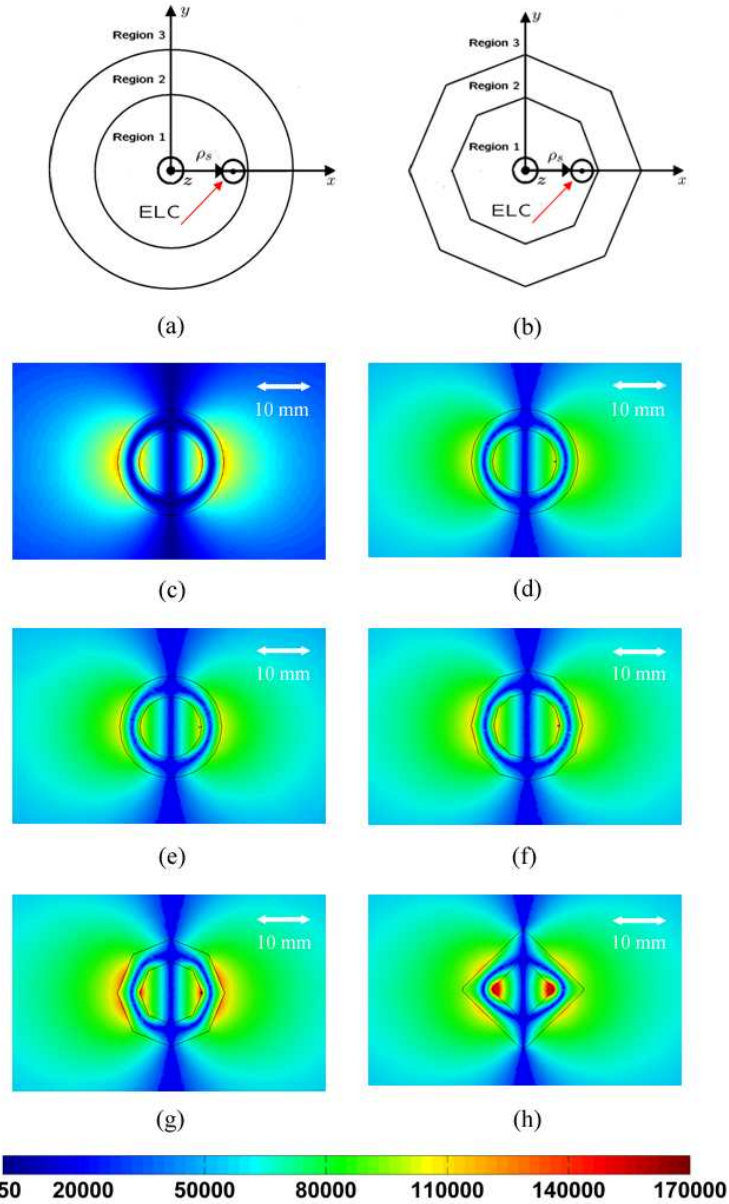 y
Region 3
Region 2
Region 1
ρs
z
x
ELC
(a)
y
Region 3
Region 2
Region 1
ρs
z
x
ELC
(b)
10 mm
(c)
10 mm
(d)
10 mm
(e)
10 mm
(f)
10 mm
(g)
10 mm
(h)
50 20000 50000 80000 110000 140000 170000